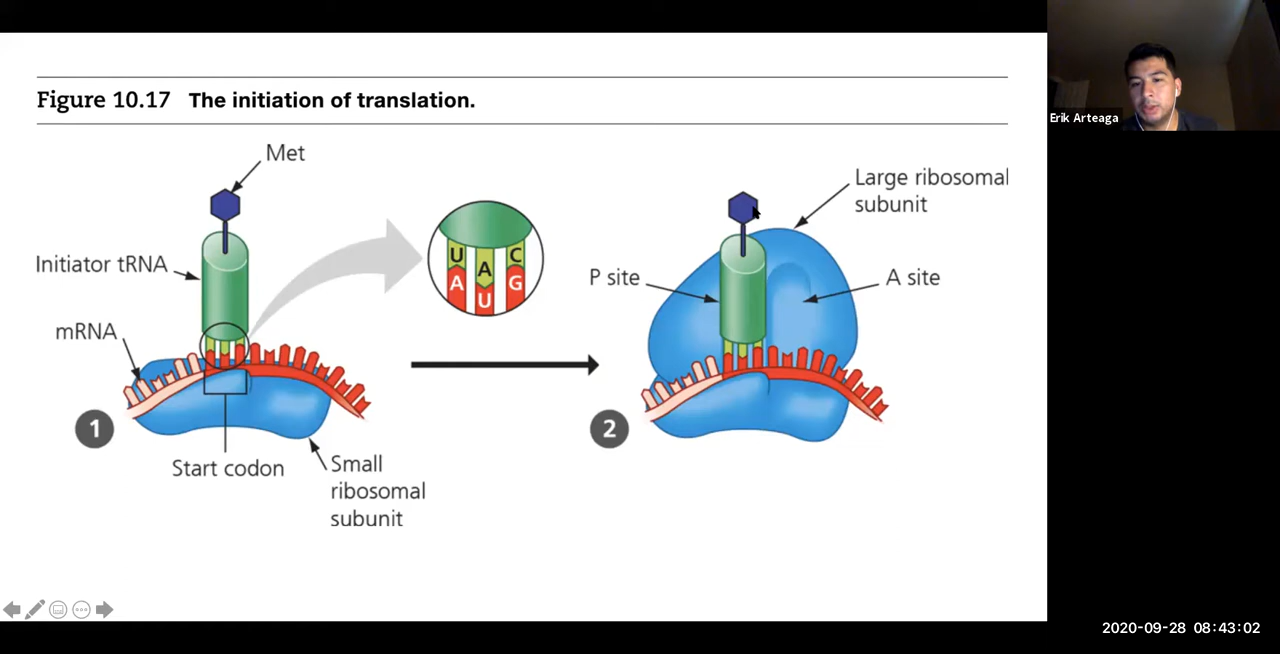 Erik Arteaga
Figure 10.17 The initiation of translation.
Met
Initiator tRNA
mRNA
1
Start codon
Small
ribosomal
subunit
U A C
A U G
Large ribosomal
subunit
P site
A site
2
2020-09-28 08:43:02